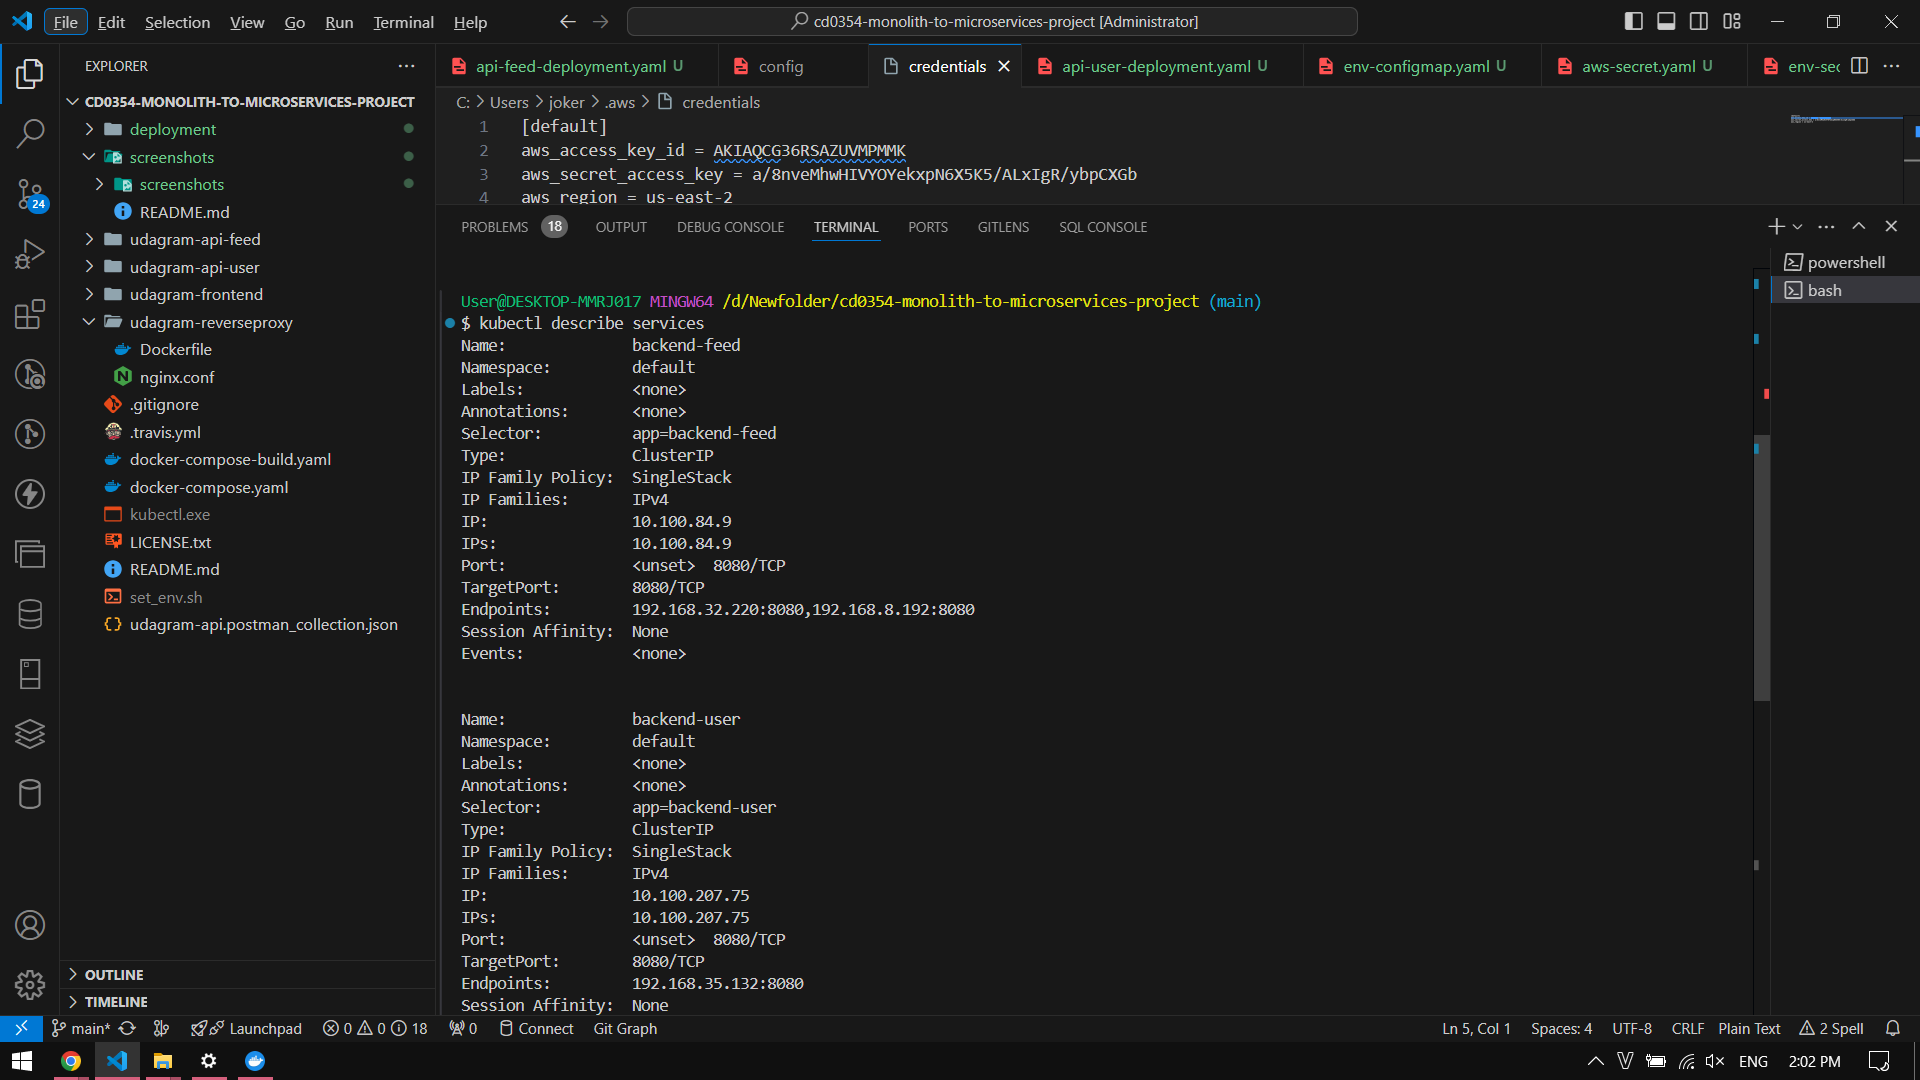 File Edit Selection View Go Run Terminal Help
cd0354-monolith-to-microservices-project [Administrator]
EXPLORER
CD0354-MONOLITH-TO-MICROSERVICES-PROJECT
deployment
screenshots
screenshots
README.md
udagram-api-feed
udagram-api-user
udagram-frontend
udagram-reverseproxy
Dockerfile
nginx.conf
.gitignore
.travis.yml
docker-compose-build.yaml
docker-compose.yaml
kubectl.exe
LICENSE.txt
README.md
set_env.sh
udagram-api.postman_collection.json
OUTLINE
TIMELINE
24
api-feed-deployment.yaml U
config
credentials
api-user-deployment.yaml U
env-configmap.yaml U
aws-secret.yaml U
env-sec
C: > Users > joker > .aws > credentials
1 [default]
2 aws_access_key_id = AKIAQCG36RSAZUVMPMMK
3 aws_secret_access_key = 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
4 aws_region = us-east-2
PROBLEMS 18 OUTPUT DEBUG CONSOLE TERMINAL PORTS GITLENS SQL CONSOLE
powershell
bash
User@DESKTOP-MMRJ017 MINGW64 /d/Newfolder/cd0354-monolith-to-microservices-project (main)
$ kubectl describe services
Name: backend-feed
Namespace: default
Labels: <none>
Annotations: <none>
Selector: app=backend-feed
Type: ClusterIP
IP Family Policy: SingleStack
IP Families: IPv4
IP: 10.100.84.9
IPs: 10.100.84.9
Port: <unset> 8080/TCP
TargetPort: 8080/TCP
Endpoints: 192.168.32.220:8080,192.168.8.192:8080
Session Affinity: None
Events: <none>
Name: backend-user
Namespace: default
Labels: <none>
Annotations: <none>
Selector: app=backend-user
Type: ClusterIP
IP Family Policy: SingleStack
IP Families: IPv4
IP: 10.100.207.75
IPs: 10.100.207.75
Port: <unset> 8080/TCP
TargetPort: 8080/TCP
Endpoints: 192.168.35.132:8080
Session Affinity: None
main* Launchpad 0 0 18 0 Connect Git Graph
Ln 5, Col 1 Spaces: 4 UTF-8 CRLF Plain Text 2 Spell
ENG 2:02 PM